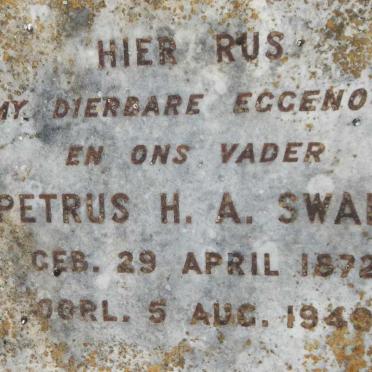 HIER RUS
MY DIERBARE EGGENO
EN ONS VADER
PETRUS H. A. SWA
GEB. 29 APRIL 1872
OORL. 5 AUG. 194